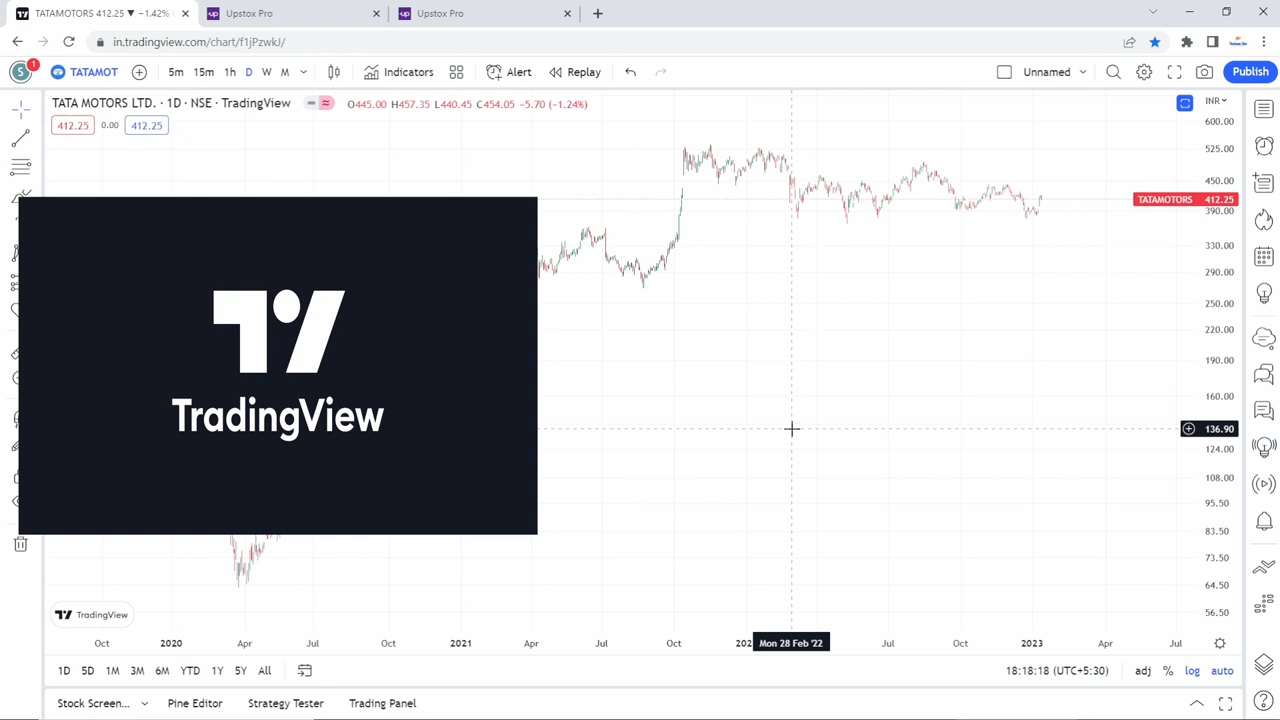 TATAMOTORS 412.25 ▼ −1.42%
Upstox Pro
Upstox Pro
in.tradingview.com/chart/f1jPzwkJ/
S
1
TATAMOT
5m 15m 1h D W M
Indicators
Alert
Replay
Unnamed
Publish
TATA MOTORS LTD. · 1D · NSE · TradingView
O445.00 H457.35 L440.45 C454.05 −5.70 (−1.24%)
412.25 0.00 412.25
INR
600.00
525.00
450.00
TATAMOTORS 412.25
390.00
330.00
290.00
250.00
220.00
190.00
160.00
136.90
124.00
108.00
95.50
83.50
73.50
64.50
56.50
TradingView
TradingView
Oct 2020 Apr Jul Oct 2021 Apr Jul Oct 202 Mon 28 Feb '22 Jul Oct 2023 Apr Jul
1D 5D 1M 3M 6M YTD 1Y 5Y All
18:18:18 (UTC+5:30)
adj % log auto
Stock Screen...
Pine Editor
Strategy Tester
Trading Panel